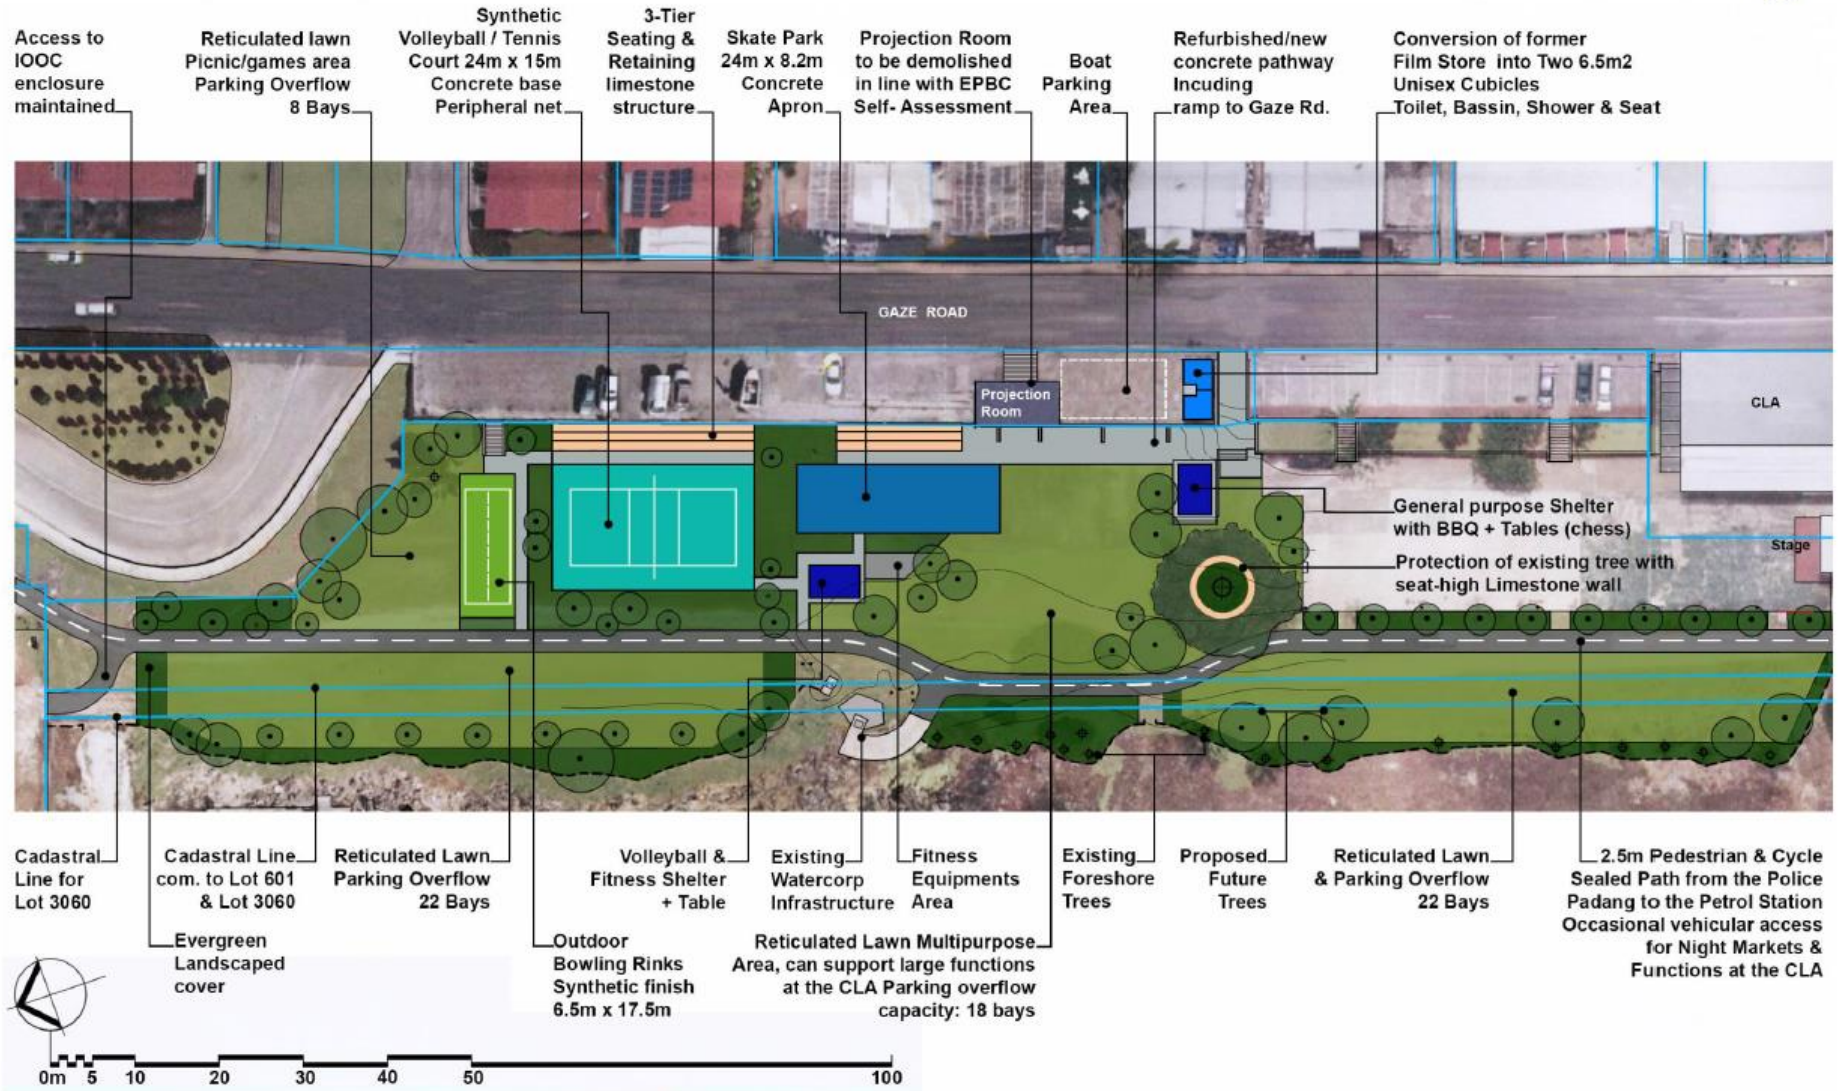 Access to
IOOC
enclosure
maintained
Reticulated lawn
Picnic/games area
Parking Overflow
8 Bays
Synthetic
Volleyball / Tennis
Court 24m x 15m
Concrete base
Peripheral net
3-Tier
Seating &
Retaining
limestone
structure
Skate Park
24m x 8.2m
Concrete
Apron
Projection Room
to be demolished
in line with EPBC
Self- Assessment
Boat
Parking
Area
Refurbished/new
concrete pathway
Incuding
ramp to Gaze Rd.
Conversion of former
Film Store into Two 6.5m2
Unisex Cubicles
Toilet, Bassin, Shower & Seat
GAZE ROAD
Projection
Room
CLA
General purpose Shelter
with BBQ + Tables (chess)
Stage
Protection of existing tree with
seat-high Limestone wall
Cadastral
Line for
Lot 3060
Cadastral Line
com. to Lot 601
& Lot 3060
Reticulated Lawn
Parking Overflow
22 Bays
Volleyball &
Fitness Shelter
+ Table
Existing
Watercorp
Infrastructure
Fitness
Equipments
Area
Existing
Foreshore
Trees
Proposed
Future
Trees
Reticulated Lawn
& Parking Overflow
22 Bays
2.5m Pedestrian & Cycle
Sealed Path from the Police
Padang to the Petrol Station
Occasional vehicular access
for Night Markets &
Functions at the CLA
Evergreen
Landscaped
cover
Outdoor
Bowling Rinks
Synthetic finish
6.5m x 17.5m
Reticulated Lawn Multipurpose
Area, can support large functions
at the CLA Parking overflow
capacity: 18 bays
0m 5 10 20 30 40 50 100